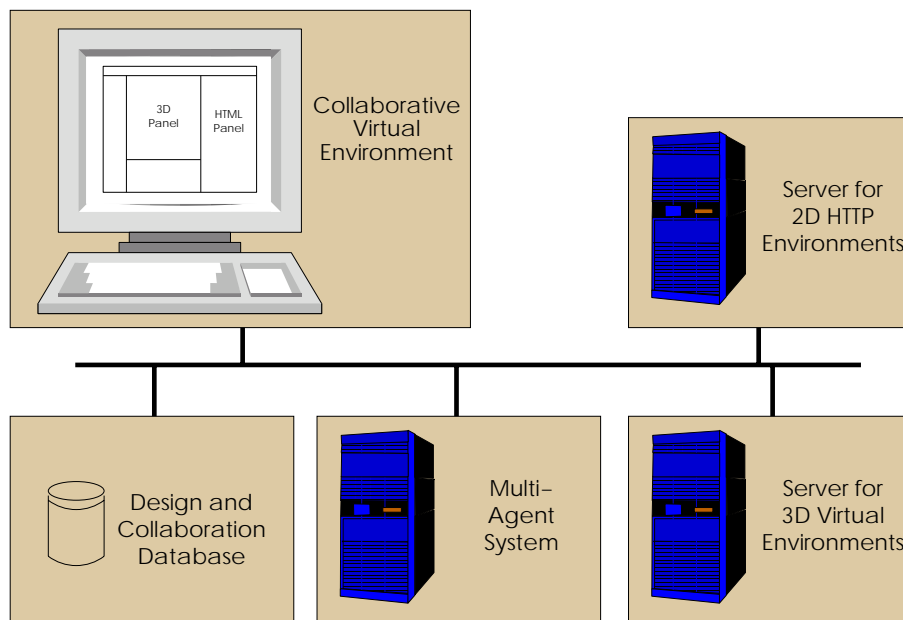 3D
Panel
HTML
Panel
Collaborative
Virtual
Environment
Server for
2D HTTP
Environments
Design and
Collaboration
Database
Multi–
Agent
System
Server for
3D Virtual
Environments